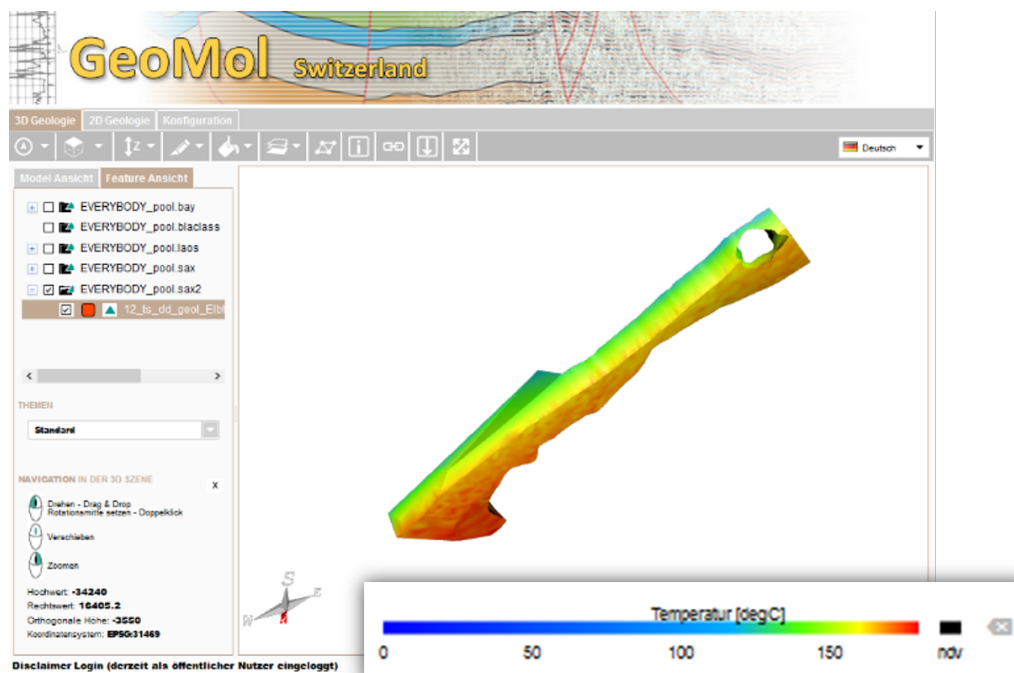 GeoMol Switzerland
3D Geologie 2D Geologie Konfiguration
Z
i
Deutsch
Model Ansicht Feature Ansicht
EVERYBODY_pool.bay
EVERYBODY_pool.blaclass
EVERYBODY_pool.laos
EVERYBODY_pool.sax
EVERYBODY_pool.sax2
12_ts_dd_geol_Elbt
THEMEN
Standard
NAVIGATION IN DER 3D SZENE
X
Drehen - Drag & Drop
Rotationsmitte setzen - Doppelklick
Verschieben
Zoomen
Hochwert: -34240
Rechtswert: 16405.2
Orthogonale Höhe: -3550
Koordinatensystem: EPSG:31469
S
E
W
N
Disclaimer Login (derzeit als öffentlicher Nutzer eingeloggt)
Temperatur [degC]
0 50 100 150 ndv